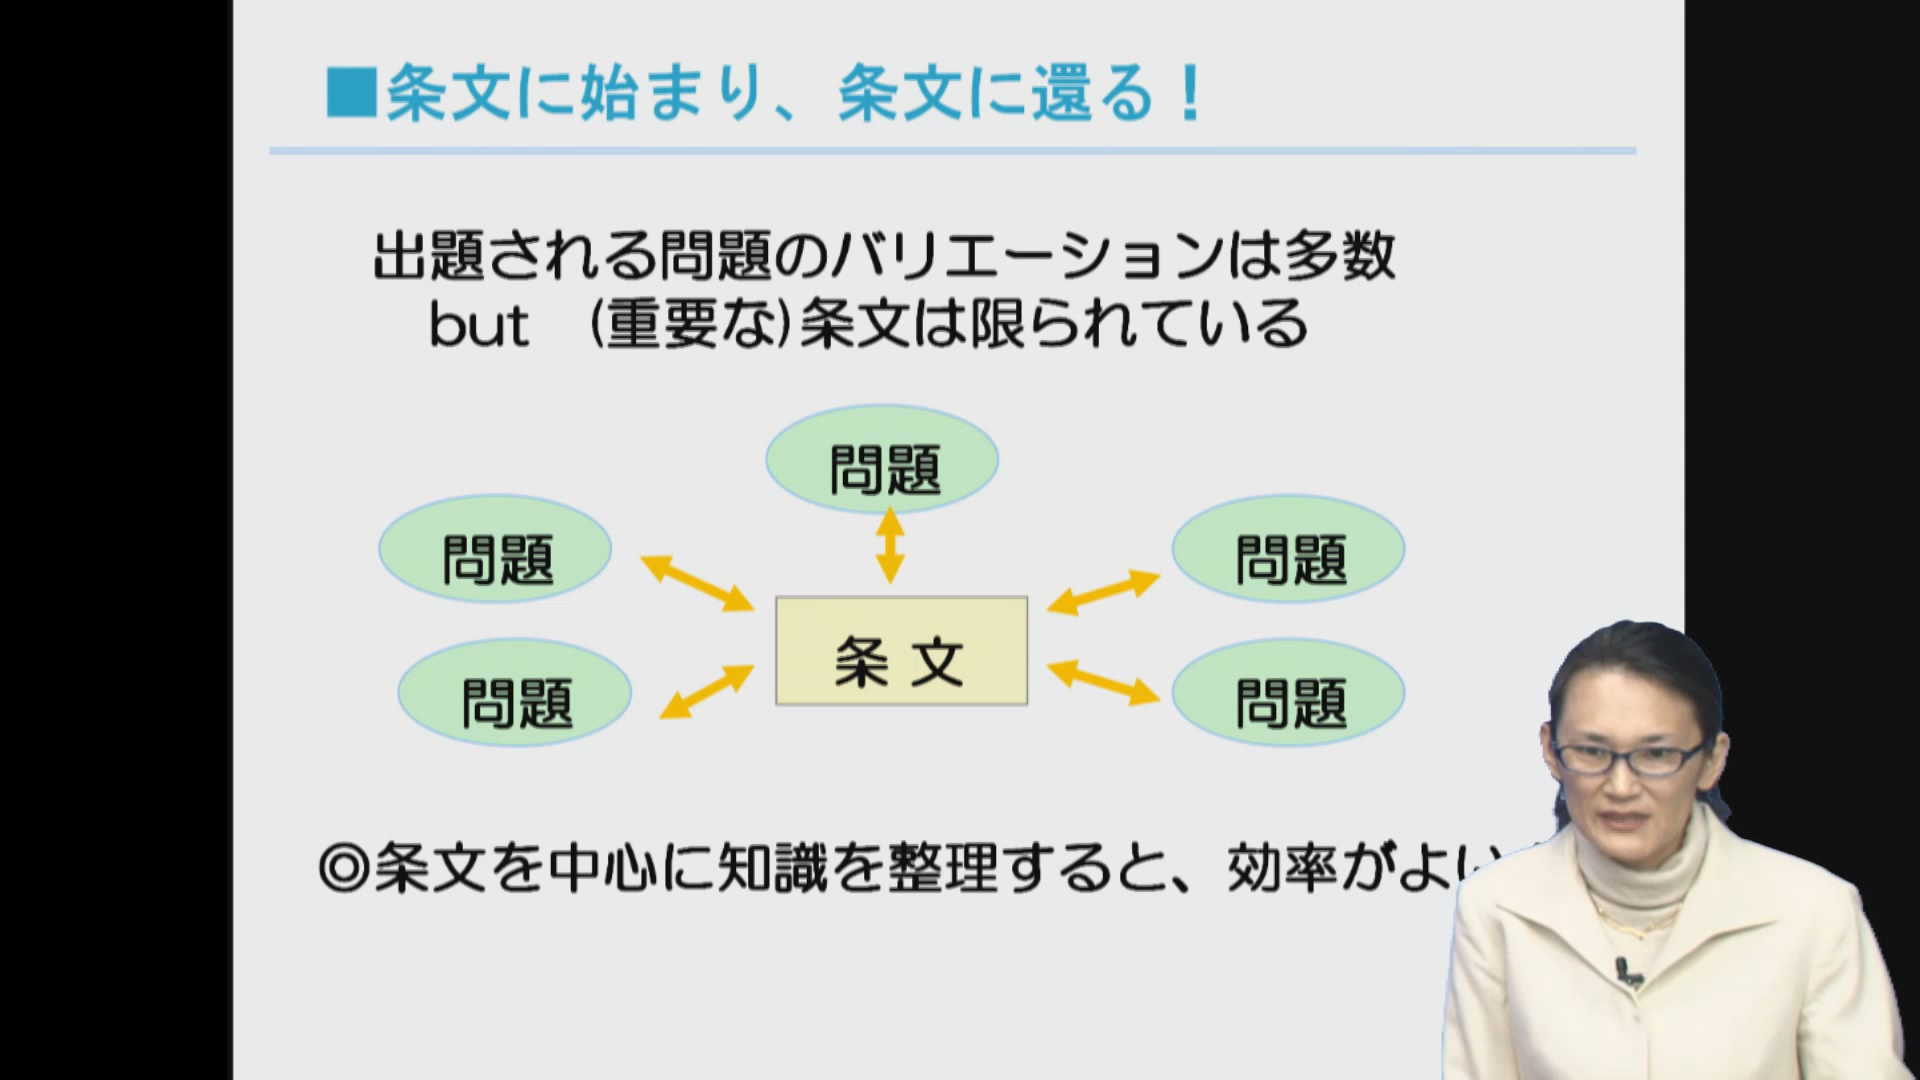 ■条文に始まり、条文に還る！
出題される問題のバリエーションは多数
but （重要な）条文は限られている
問題
問題
問題
条 文
問題
問題
◎条文を中心に知識を整理すると、効率がよい